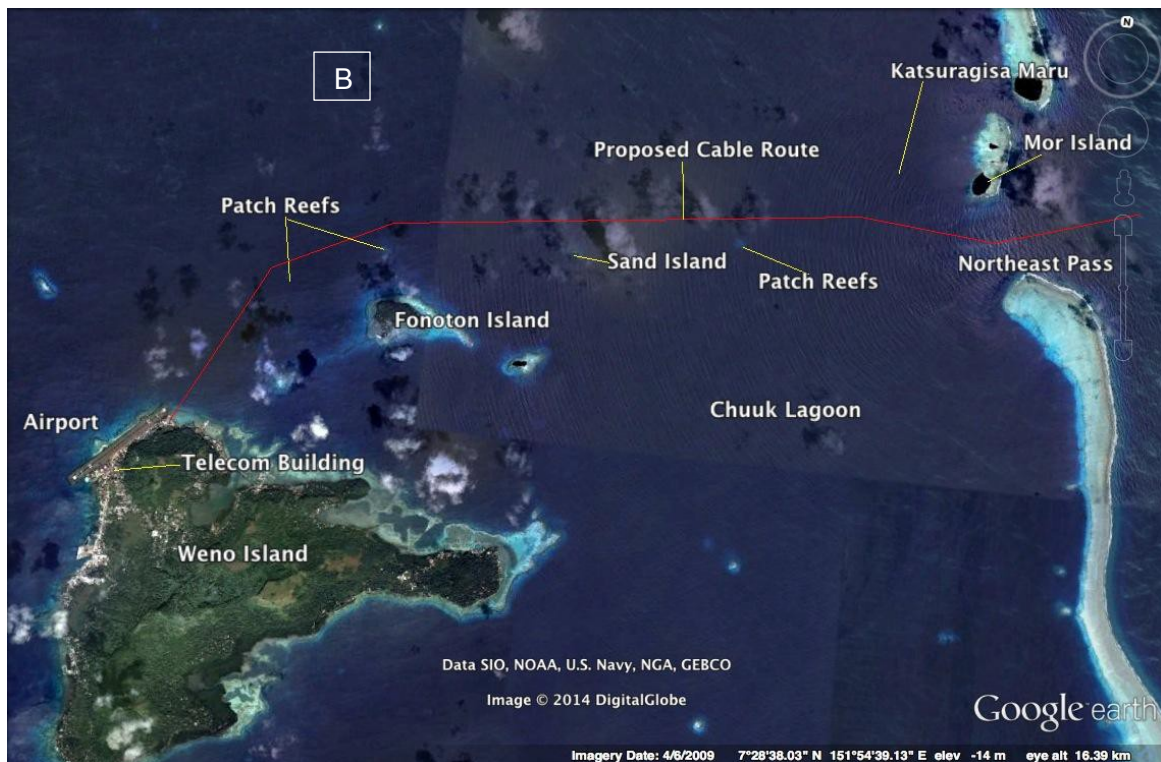 B
N
Katsuragisa Maru
Mor Island
Proposed Cable Route
Patch Reefs
Sand Island
Northeast Pass
Patch Reefs
Fonoton Island
Chuuk Lagoon
Airport
Telecom Building
Weno Island
Data SIO, NOAA, U.S. Navy, NGA, GEBCO
Image © 2014 DigitalGlobe
Google earth
Imagery Date: 4/6/2009 7°28'38.03" N 151°54'39.13" E elev -14 m eye alt 16.39 km